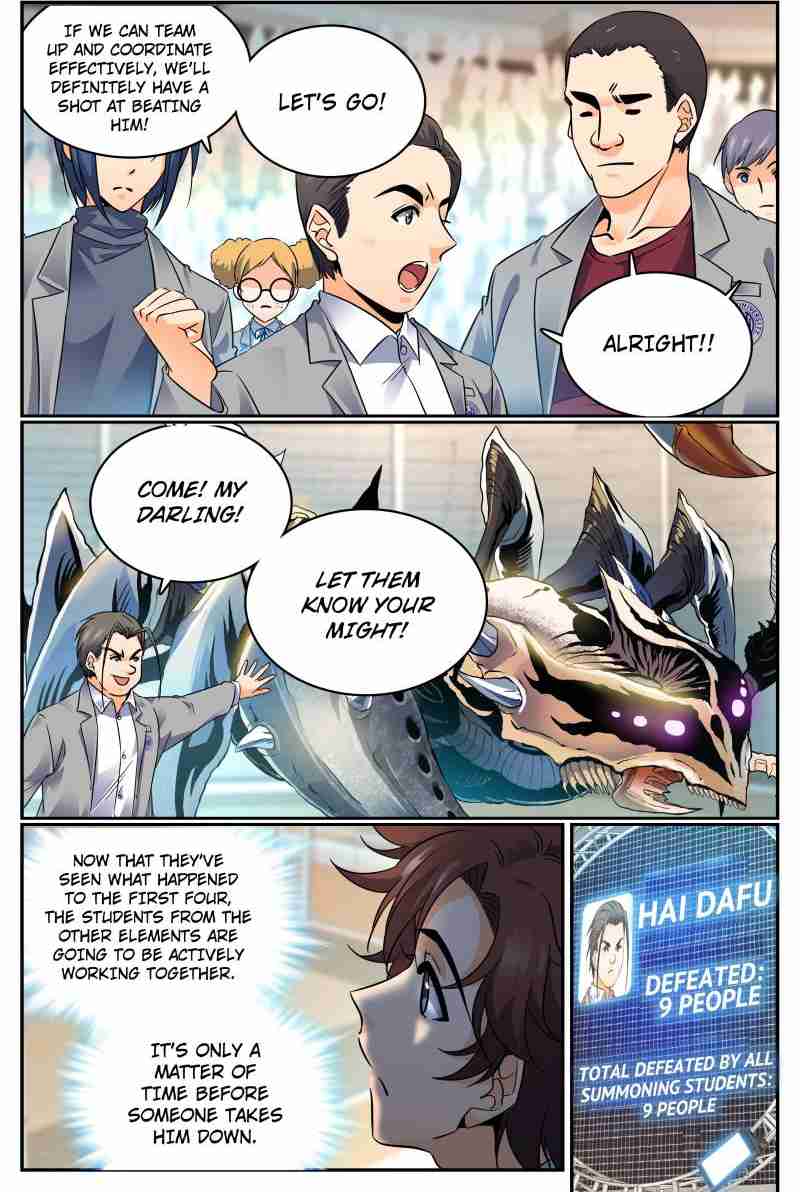 IF WE CAN TEAM
UP AND COORDINATE
EFFECTIVELY, WE'LL
DEFINITELY HAVE A
SHOT AT BEATING
HIM!
LET'S GO!
ALRIGHT!!
COME! MY
DARLING!
LET THEM
KNOW YOUR
MIGHT!
NOW THAT THEY'VE
SEEN WHAT HAPPENED
TO THE FIRST FOUR,
THE STUDENTS FROM THE
OTHER ELEMENTS ARE
GOING TO BE ACTIVELY
WORKING TOGETHER.
IT'S ONLY A
MATTER OF
TIME BEFORE
SOMEONE TAKES
HIM DOWN.
HAI DAFU
DEFEATED:
9 PEOPLE
TOTAL DEFEATED BY ALL
SUMMONING STUDENTS:
9 PEOPLE